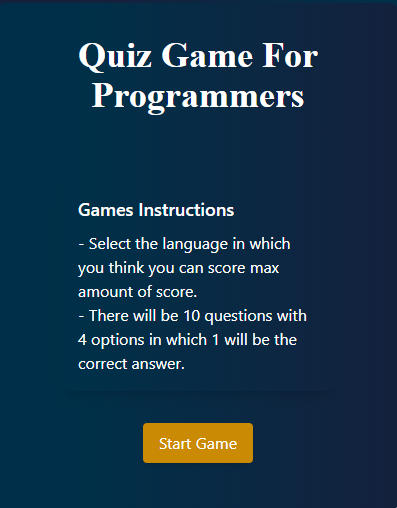 Quiz Game For
Programmers
Games Instructions
- Select the language in which
you think you can score max
amount of score.
- There will be 10 questions with
4 options in which 1 will be the
correct answer.
Start Game